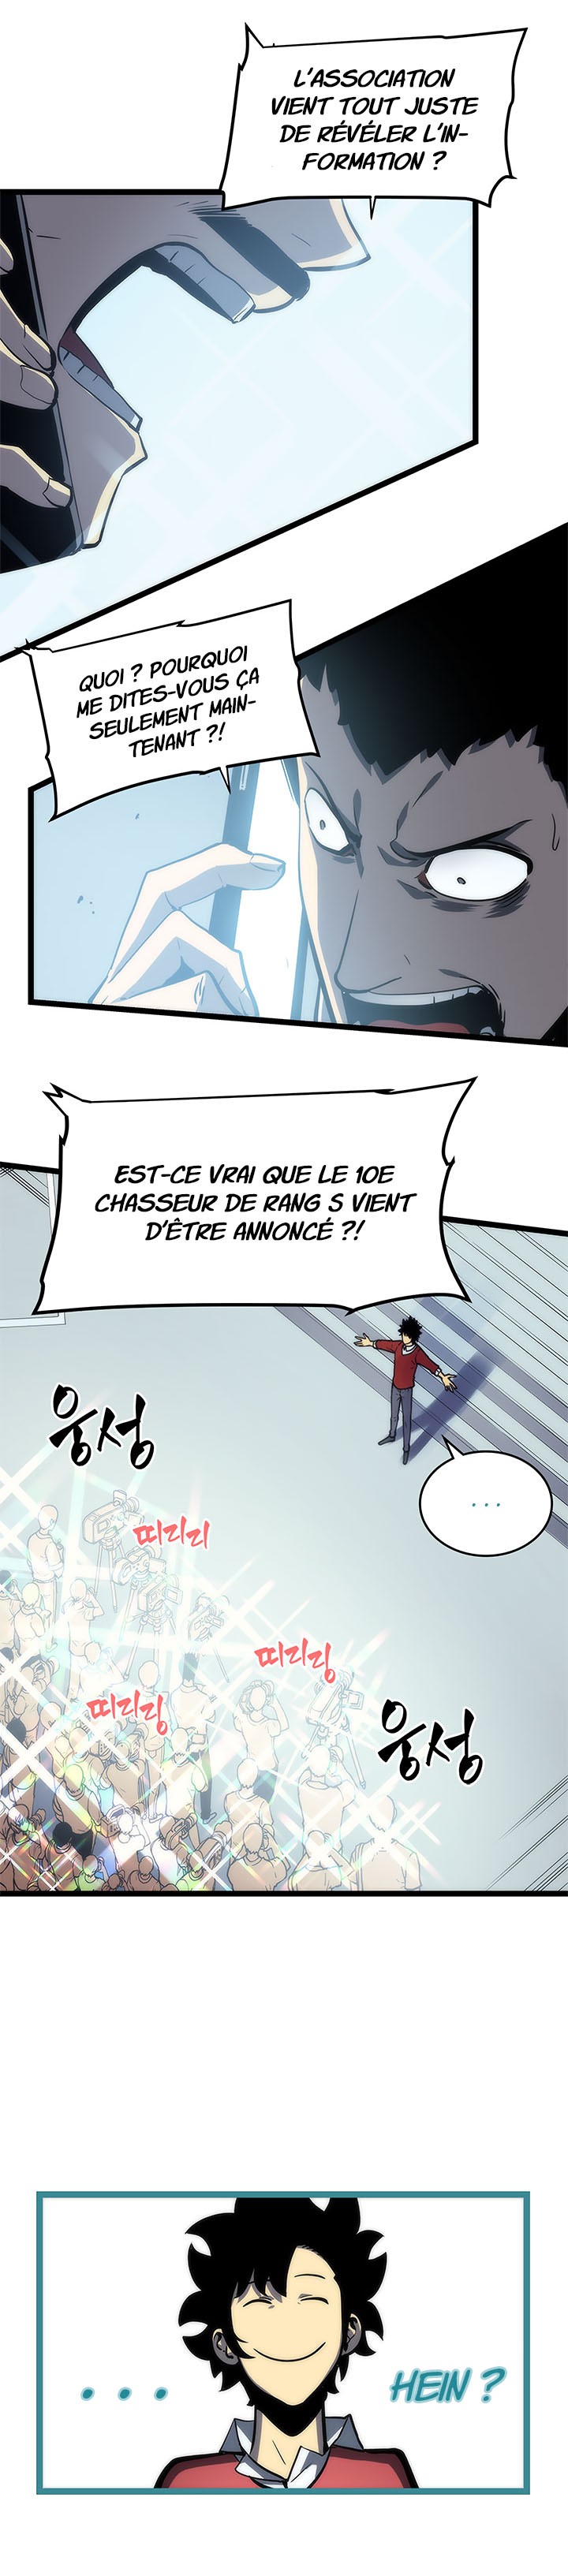 L'ASSOCIATION
VIENT TOUT JUSTE
DE RÉVÉLER L'IN-
FORMATION ?
QUOI ? POURQUOI
ME DITES-VOUS ÇA
SEULEMENT MAIN-
TENANT ?!
EST-CE VRAI QUE LE 10E
CHASSEUR DE RANG S VIENT
D'ÊTRE ANNONCÉ ?!
웅성
...
띠리리
띠리링
띠리링
웅성
...
HEIN ?